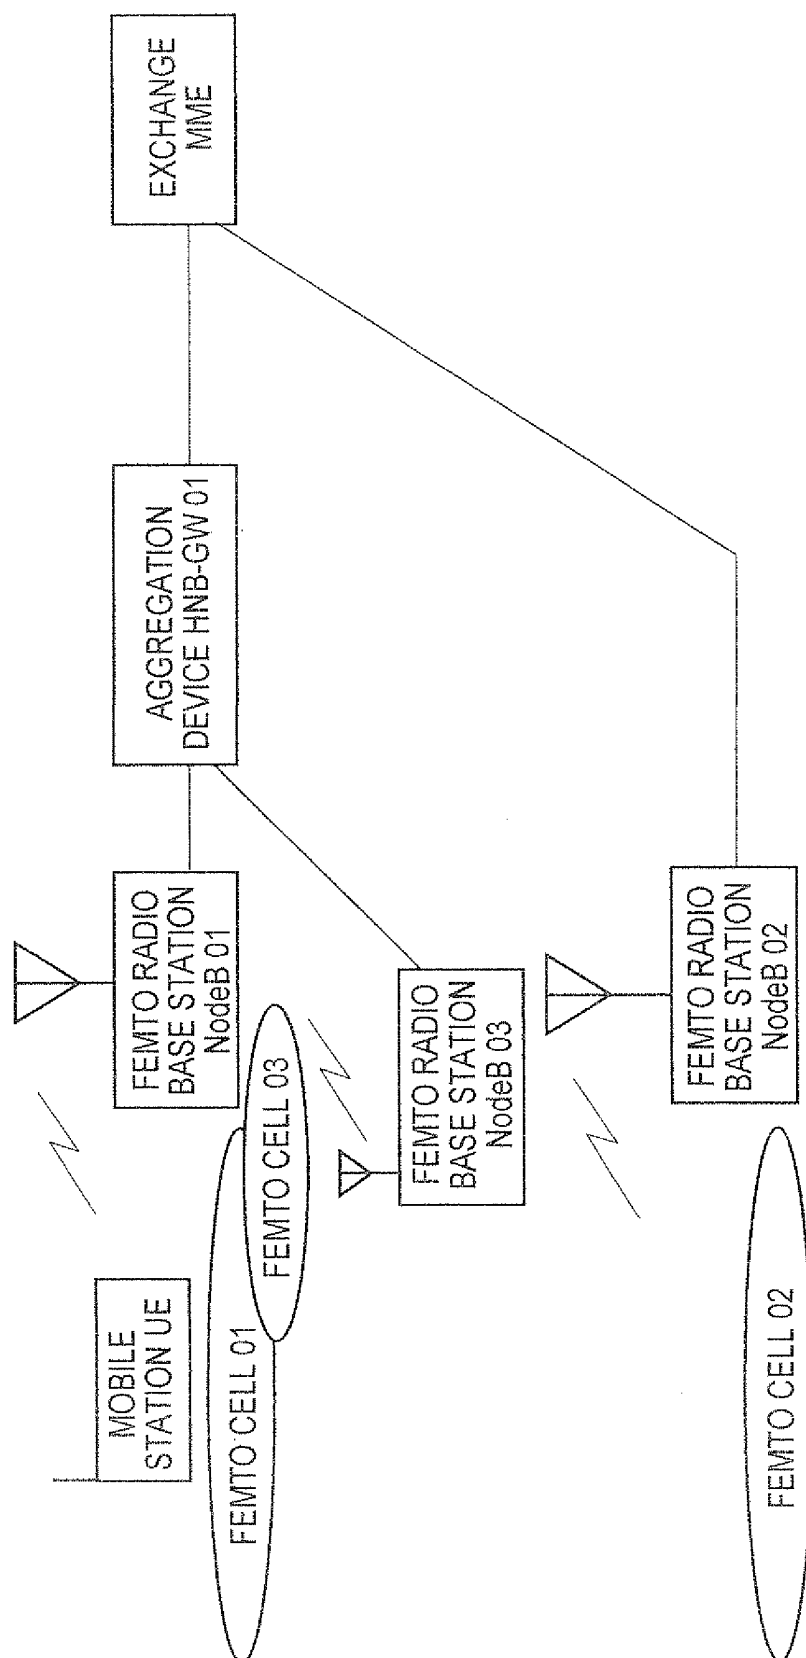 MOBILE
STATION UE
FEMTO CELL 01
FEMTO CELL 03
FEMTO RADIO
BASE STATION
NodeB 01
AGGREGATION
DEVICE HNB-GW 01
EXCHANGE
MME
FEMTO RADIO
BASE STATION
NodeB 03
FEMTO CELL 02
FEMTO RADIO
BASE STATION
NodeB 02